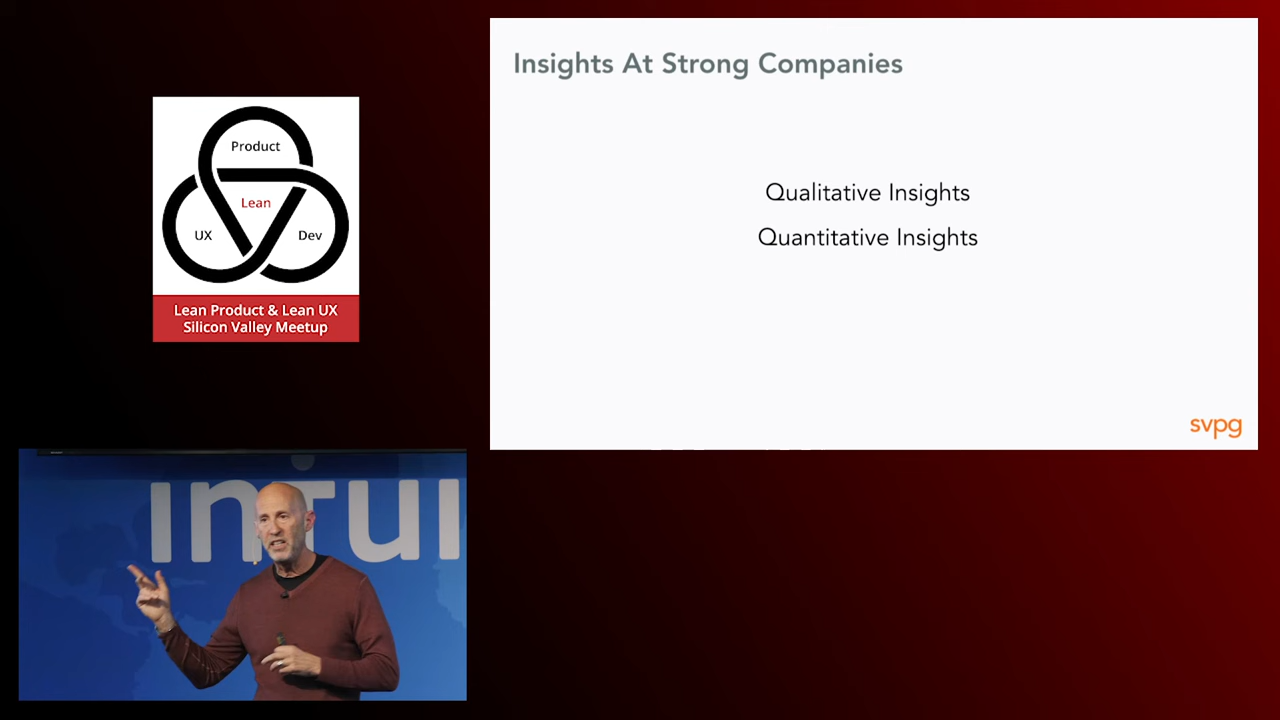 Insights At Strong Companies
Qualitative Insights
Quantitative Insights
svpg
Product
Lean
UX
Dev
Lean Product & Lean UX
Silicon Valley Meetup
intui